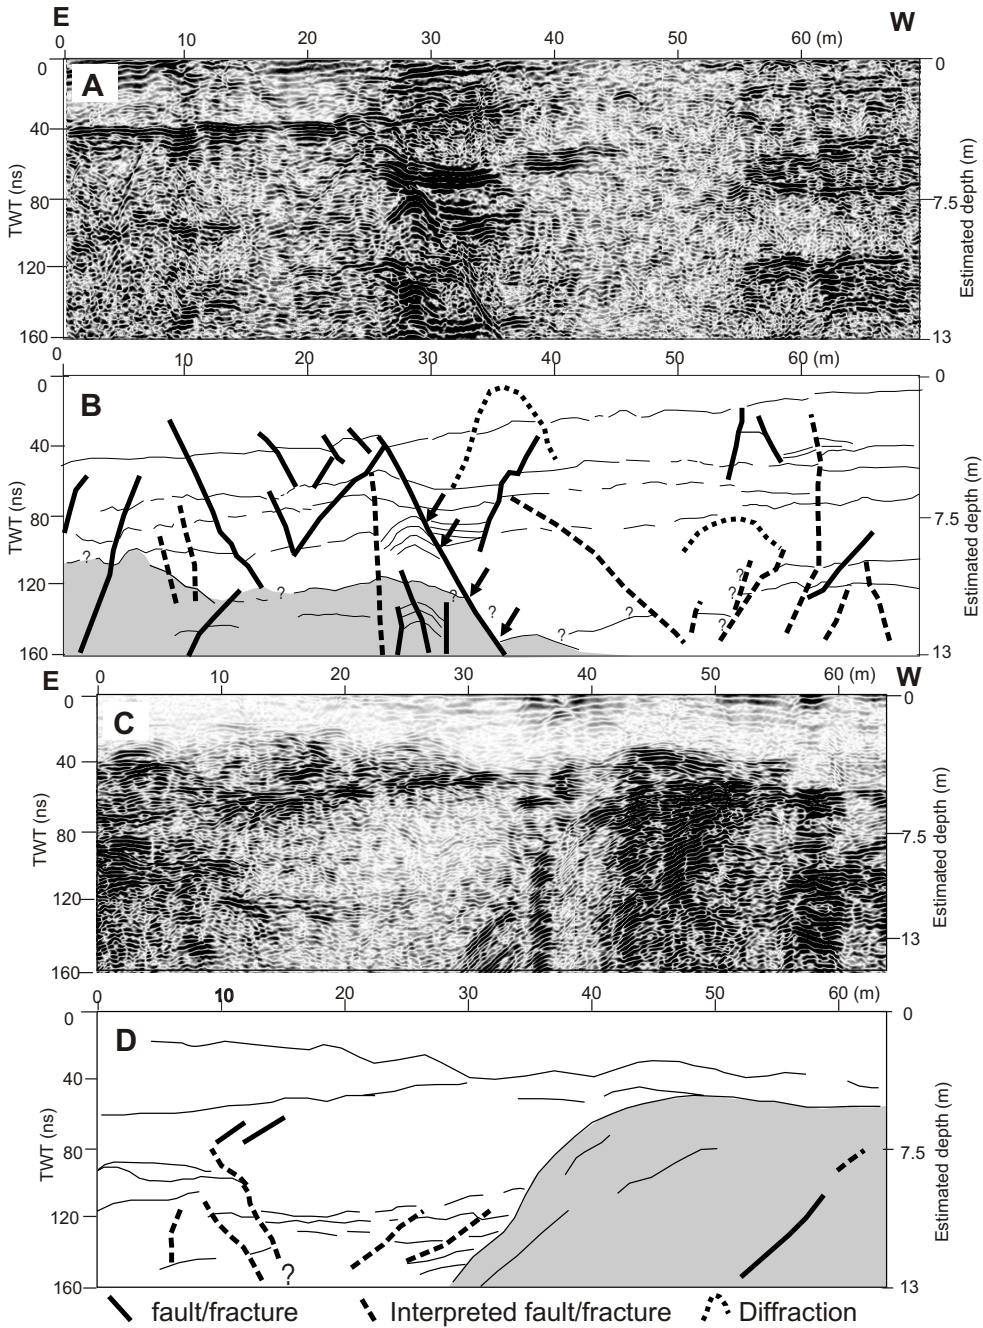 E W
0 10 20 30 40 50 60 (m)
A
0 40 80 120 160
TWT (ns)
0 7.5 13
Estimated depth (m)
0 10 20 30 40 50 60 (m)
B
0 40 80 120 160
TWT (ns)
0 7.5 13
Estimated depth (m)
? ? ? ? ? ? ? ? ?
E W
0 10 20 30 40 50 60 (m)
C
0 40 80 120 160
TWT (ns)
0 7.5 13
Estimated depth (m)
0 10 20 30 40 50 60 (m)
D
0 40 80 120 160
TWT (ns)
0 7.5 13
Estimated depth (m)
?
fault/fracture Interpreted fault/fracture Diffraction